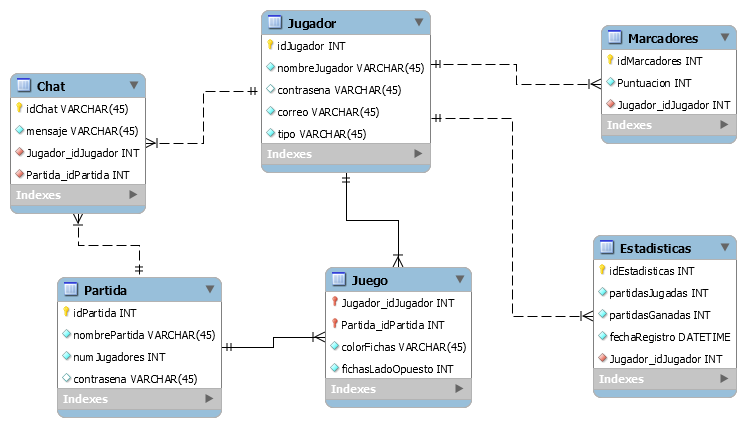 Jugador
idJugador INT
nombreJugador VARCHAR(45)
contrasena VARCHAR(45)
correo VARCHAR(45)
tipo VARCHAR(45)
Indexes
Marcadores
idMarcadores INT
Puntuacion INT
Jugador_idJugador INT
Indexes
Chat
idChat VARCHAR(45)
mensaje VARCHAR(45)
Jugador_idJugador INT
Partida_idPartida INT
Indexes
Estadisticas
idEstadisticas INT
partidasJugadas INT
partidasGanadas INT
fechaRegistro DATETIME
Jugador_idJugador INT
Indexes
Partida
idPartida INT
nombrePartida VARCHAR(45)
numJugadores INT
contrasena VARCHAR(45)
Indexes
Juego
Jugador_idJugador INT
Partida_idPartida INT
colorFichas VARCHAR(45)
fichasLadoOpuesto INT
Indexes